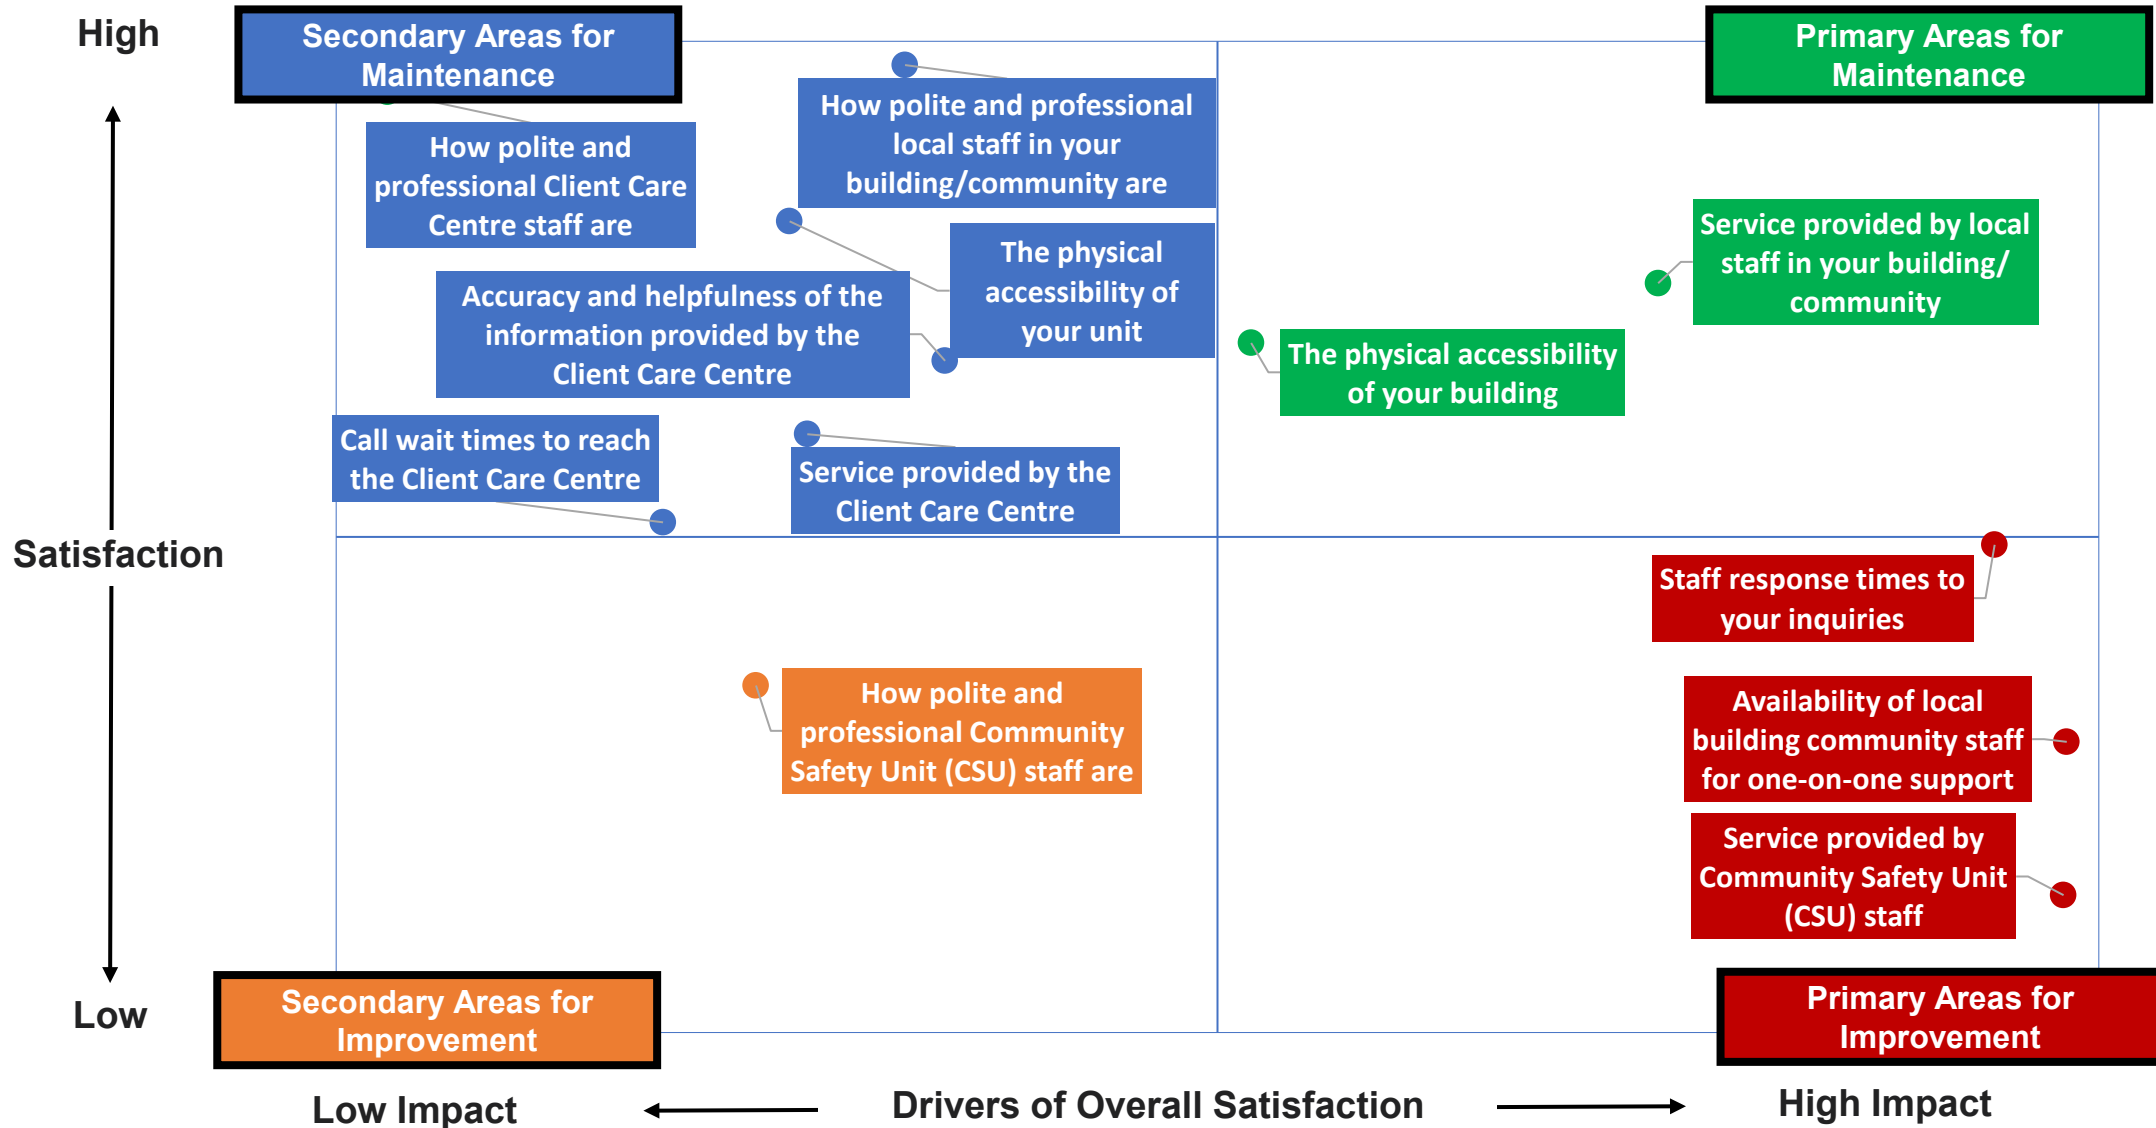 High
Secondary Areas for
Maintenance
Primary Areas for
Maintenance
How polite and professional
local staff in your
building/community are
How polite and
professional Client Care
Centre staff are
Service provided by local
staff in your building/
community
The physical
accessibility of
your unit
Accuracy and helpfulness of the
information provided by the
Client Care Centre
The physical accessibility
of your building
Call wait times to reach
the Client Care Centre
Service provided by the
Client Care Centre
Satisfaction
Staff response times to
your inquiries
How polite and
professional Community
Safety Unit (CSU) staff are
Availability of local
building community staff
for one-on-one support
Service provided by
Community Safety Unit
(CSU) staff
Low
Secondary Areas for
Improvement
Primary Areas for
Improvement
Low Impact
Drivers of Overall Satisfaction
High Impact